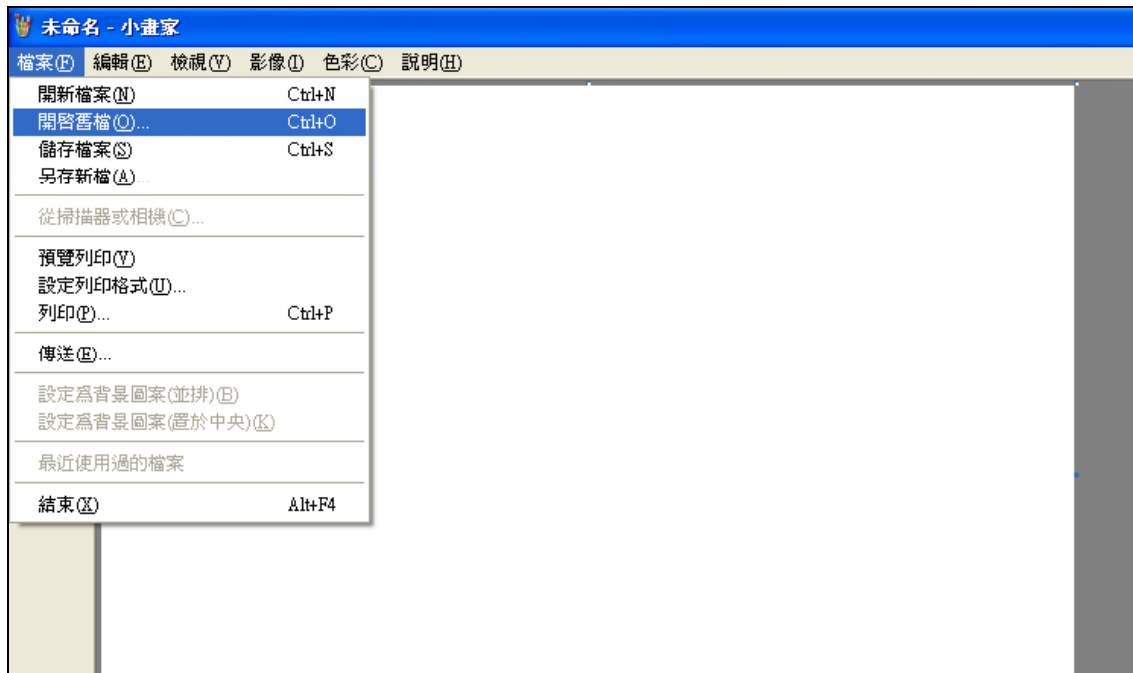 未命名 - 小畫家
檔案(F) 編輯(E) 檢視(V) 影像(I) 色彩(C) 說明(H)
開新檔案(N) Ctrl+N
開啓舊檔(O)... Ctrl+O
儲存檔案(S) Ctrl+S
另存新檔(A)...
從掃描器或相機(C)...
預覽列印(V)
設定列印格式(U)...
列印(P)... Ctrl+P
傳送(E)...
設定爲背景圖案(並排)(B)
設定爲背景圖案(置於中央)(K)
最近使用過的檔案
結束(X) Alt+F4